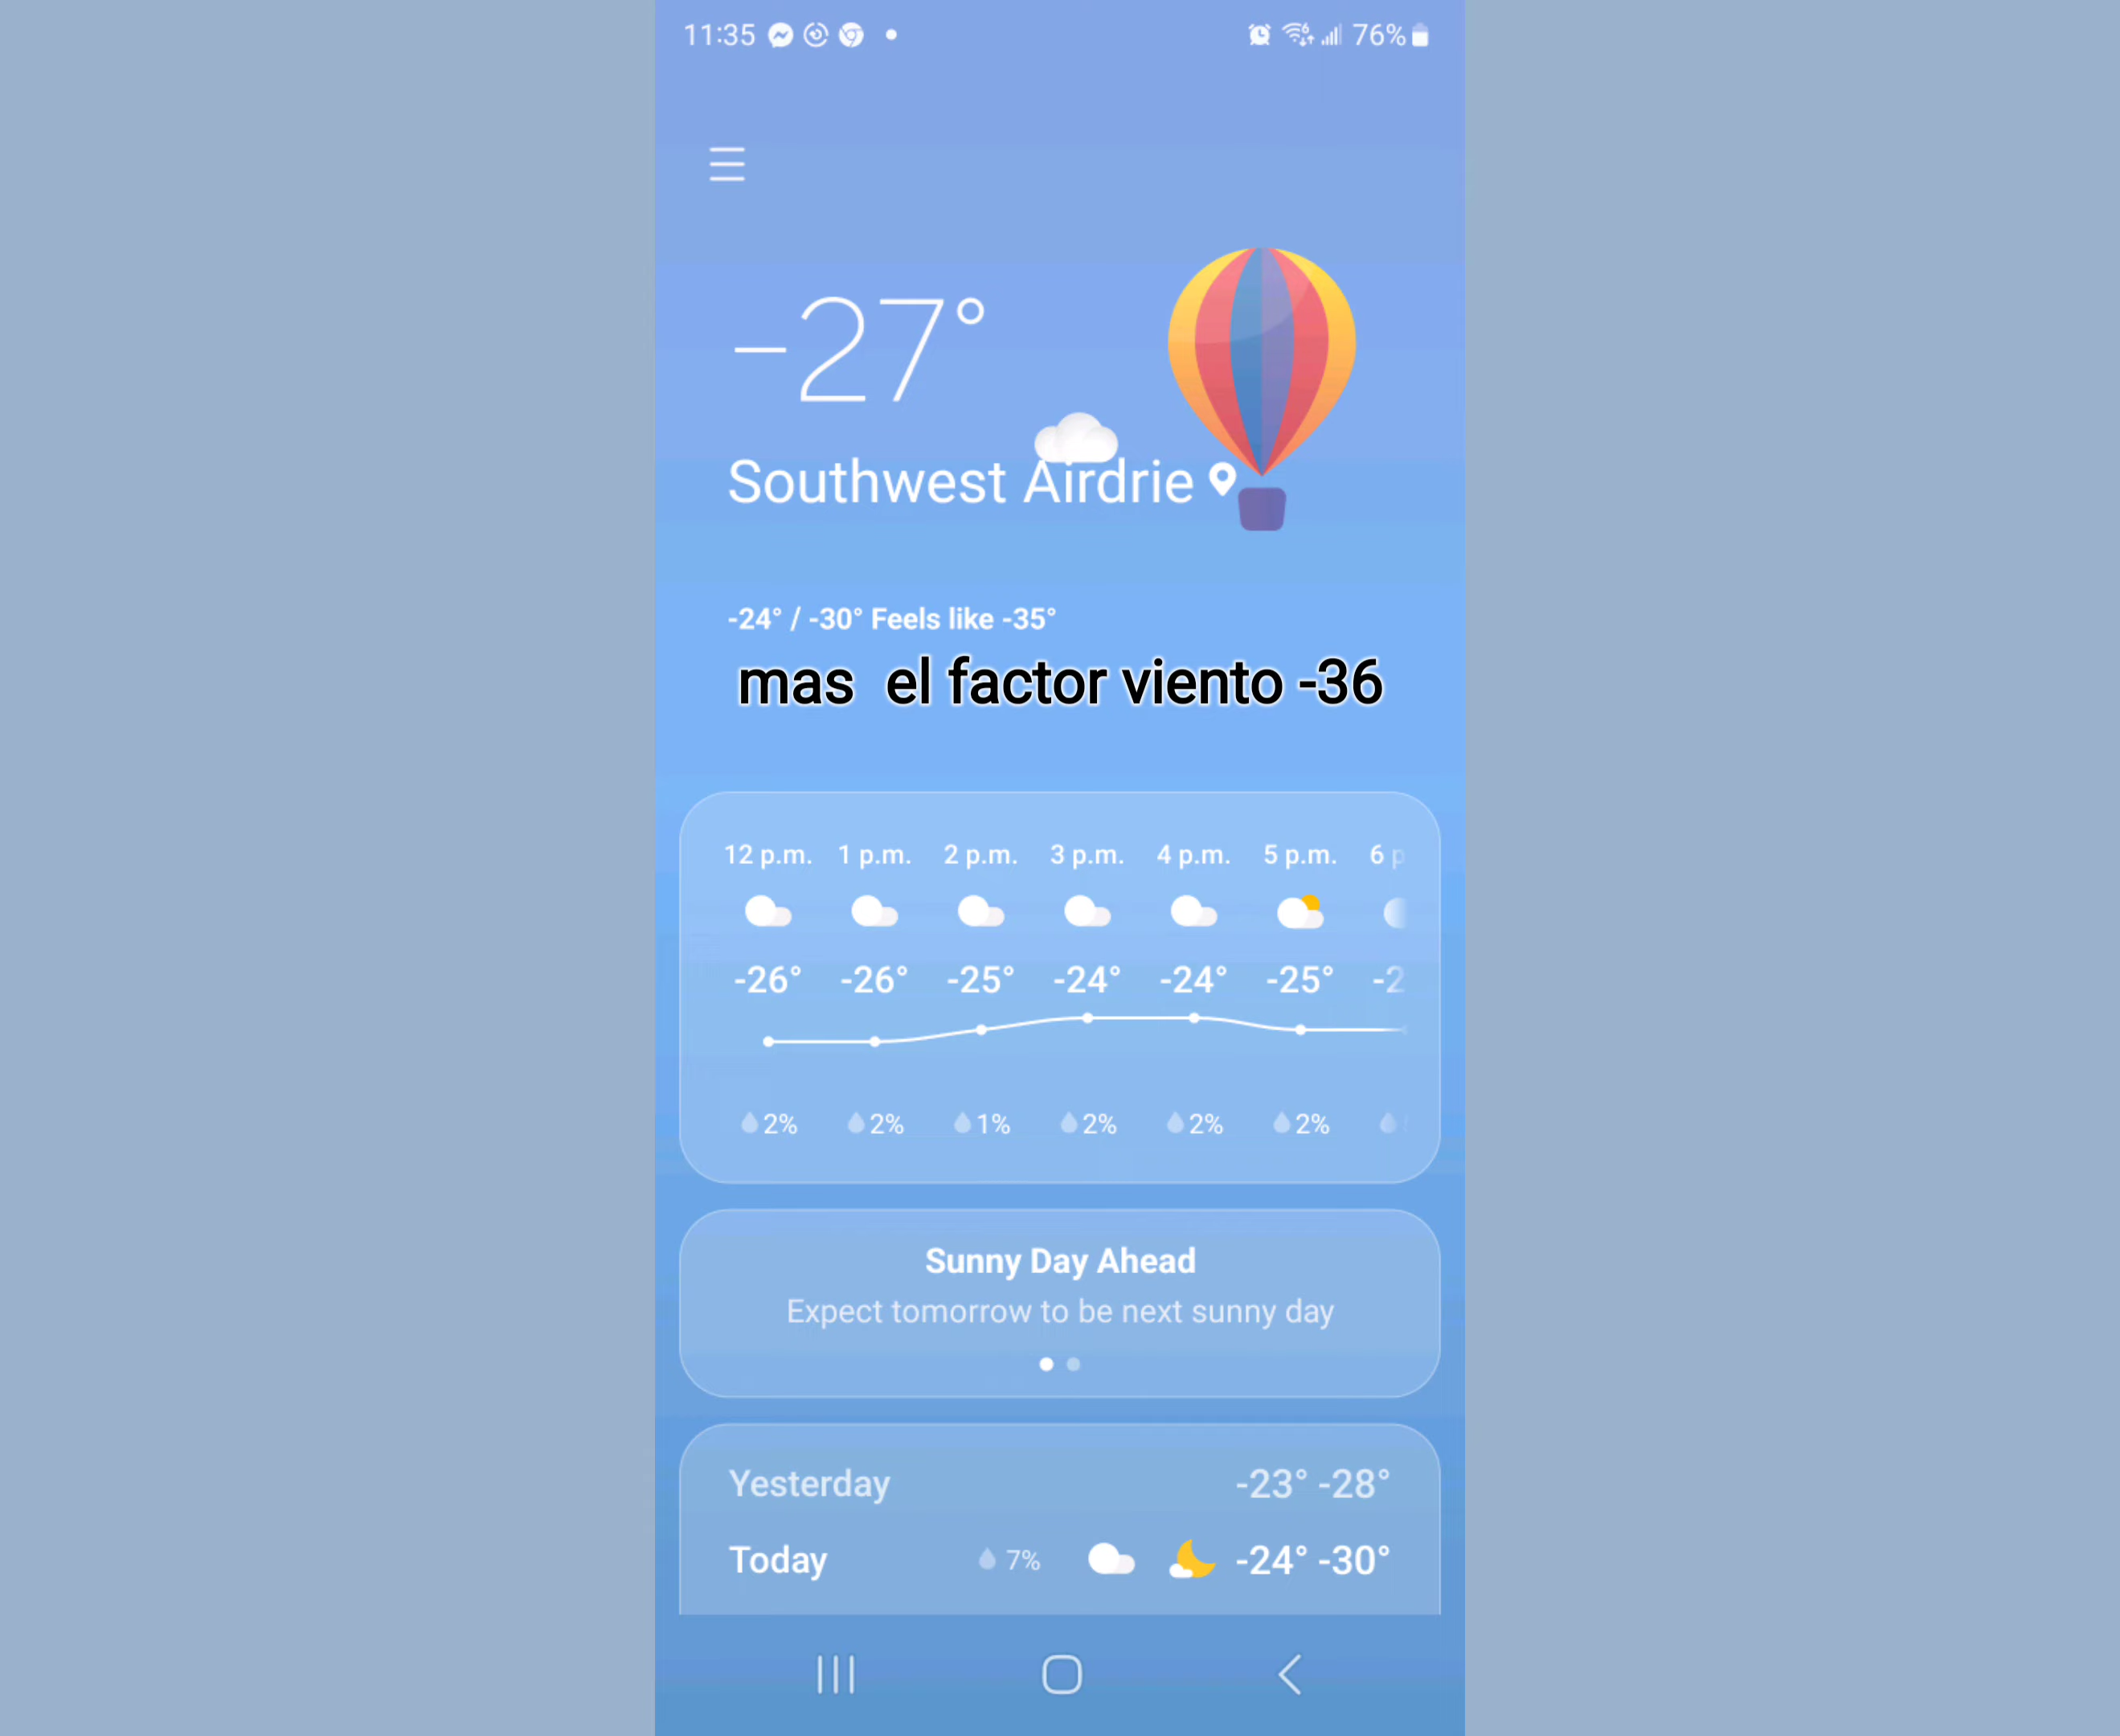 11:35 76%
-27°
Southwest Airdrie
-24° / -30° Feels like -35°
mas el factor viento -36
12 p.m. 1 p.m. 2 p.m. 3 p.m. 4 p.m. 5 p.m. 6 p
-26° -26° -25° -24° -24° -25° -2
2% 2% 1% 2% 2% 2%
Sunny Day Ahead
Expect tomorrow to be next sunny day
Yesterday -23° -28°
Today 7% -24° -30°